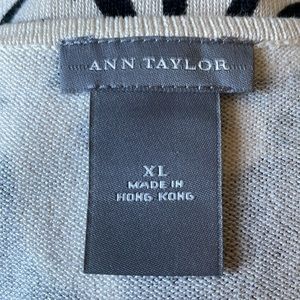 ANN TAYLOR
XL
MADE IN
HONG KONG